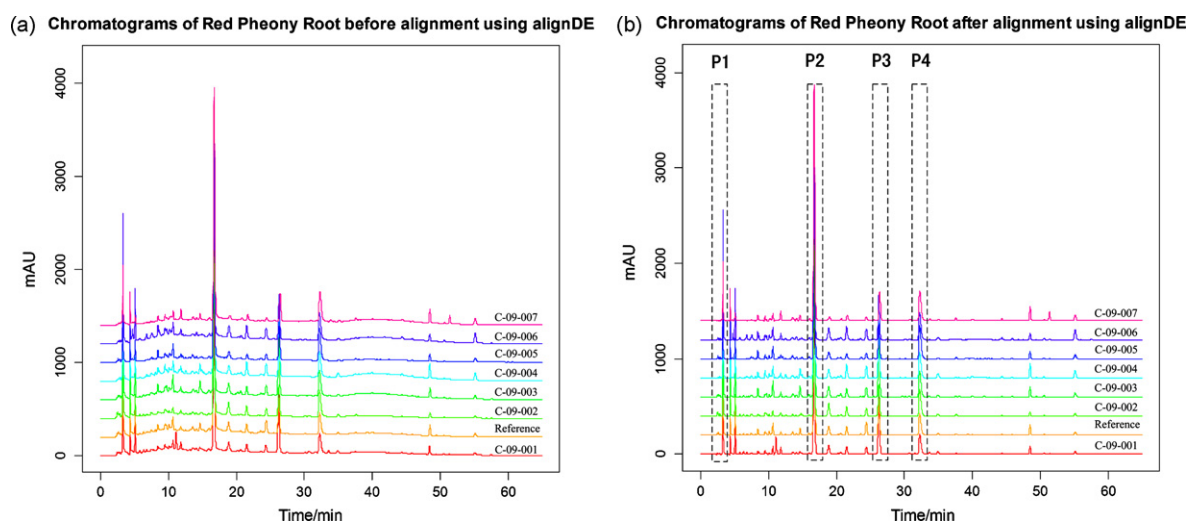 (a) Chromatograms of Red Pheony Root before alignment using alignDE
mAU
4000
3000
2000
1000
0
C-09-007
C-09-006
C-09-005
C-09-004
C-09-003
C-09-002
Reference
C-09-001
0 10 20 30 40 50 60
Time/min
(b) Chromatograms of Red Pheony Root after alignment using alignDE
P1 P2 P3 P4
mAU
4000
3000
2000
1000
0
C-09-007
C-09-006
C-09-005
C-09-004
C-09-003
C-09-002
Reference
C-09-001
0 10 20 30 40 50 60
Time/min